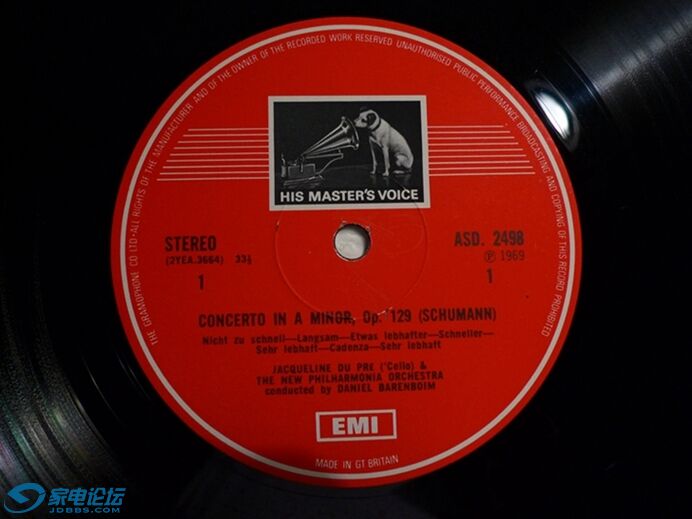 THE GRAMOPHONE CO LTD·ALL RIGHTS OF THE MANUFACTURER AND OF THE OWNER OF THE RECORDED WORK RESERVED UNAUTHORISED PUBLIC PERFORMANCE BROADCASTING AND COPYING OF THIS RECORD PROHIBITED
HIS MASTER'S VOICE
STEREO
(2YEA.3664) 33⅓
1
ASD. 2498
Ⓟ 1969
1
CONCERTO IN A MINOR, Op. 129 (SCHUMANN)
Nicht zu schnell—Langsam—Etwas lebhafter—Schneller—
Sehr lebhaft—Cadenza—Sehr lebhaft
JACQUELINE DU PRE ('Cello) &
THE NEW PHILHARMONIA ORCHESTRA
conducted by DANIEL BARENBOIM
EMI
MADE IN GT BRITAIN
家电论坛
JDBBS.COM